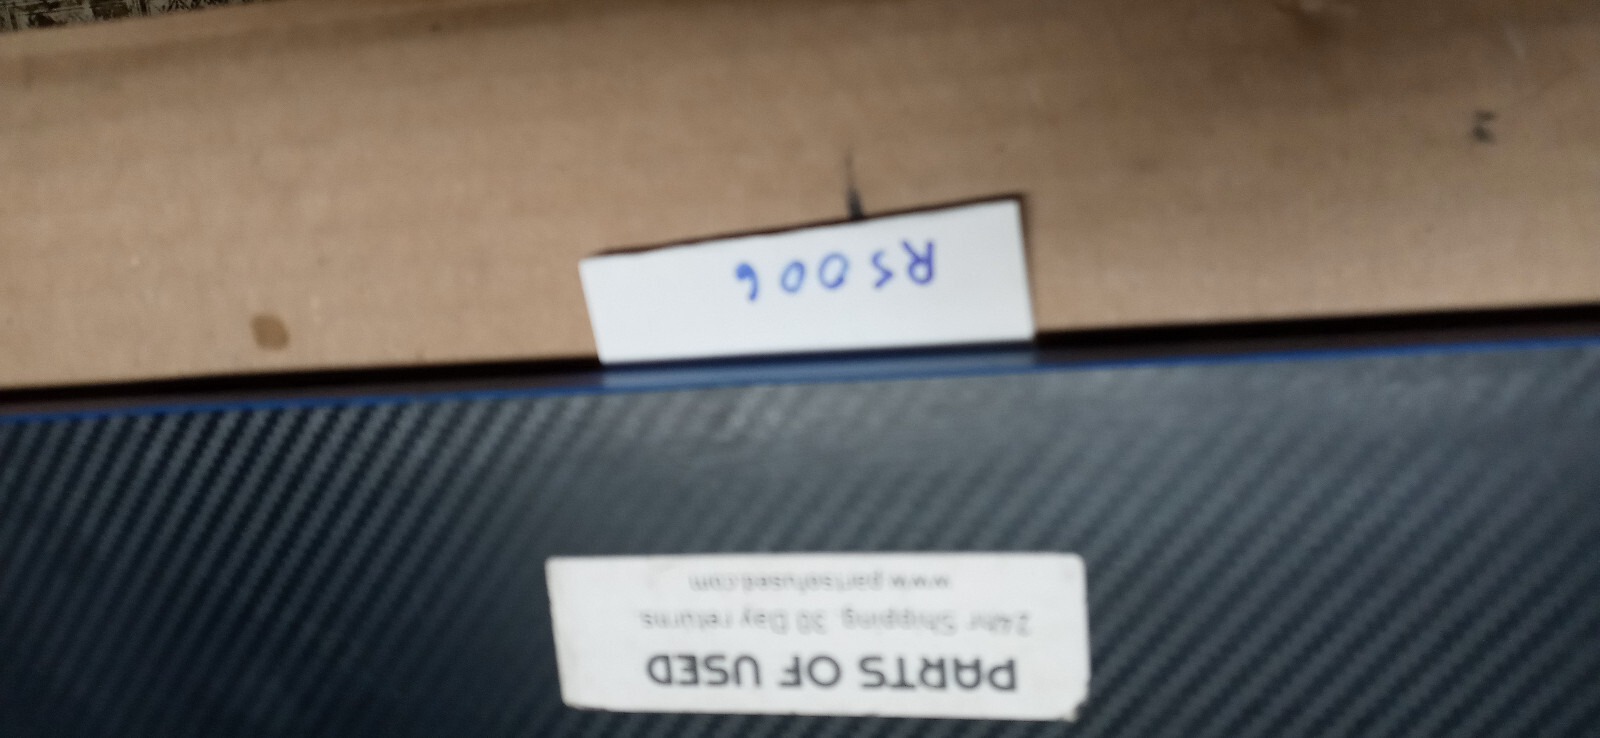 RS006
PARTS OF USED
24hr Shipping. 30 Day returns.
www.partsofused.com